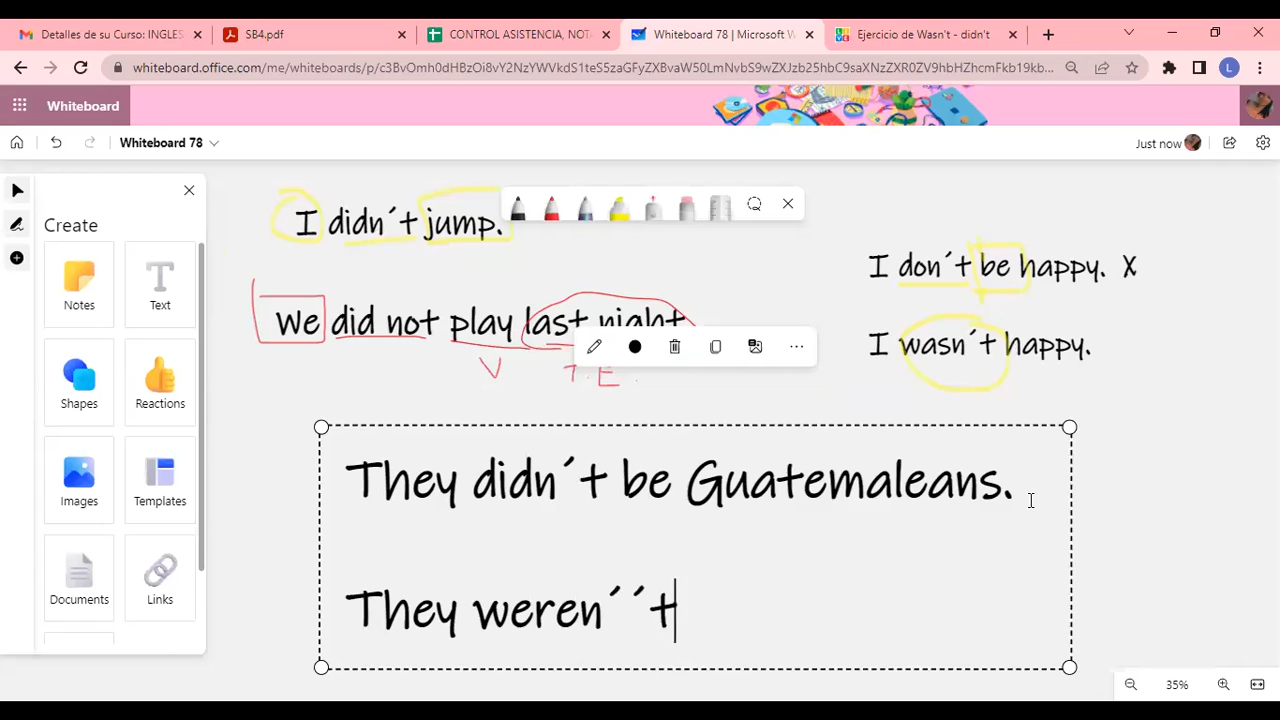 Detalles de su Curso: INGLES
SB4.pdf
CONTROL ASISTENCIA, NOTA
Whiteboard 78 | Microsoft W
Ejercicio de Wasn't - didn't
whiteboard.office.com/me/whiteboards/p/c3BvOmh0dHBzOi8vY2NzYWVkdS1teS5zaGFyZXBvaW50LmNvbS9wZXJzb25hbC9saXNzZXR0ZV9hbHZhcmFkb19kb...
L
Whiteboard
Whiteboard 78
Just now
Create
Notes
Text
Shapes
Reactions
Images
Templates
Documents
Links
I didn´t jump.
We did not play last night
V T.E
I don´t be happy. X
I wasn´t happy.
They didn´t be Guatemaleans.
They weren´´t
35%